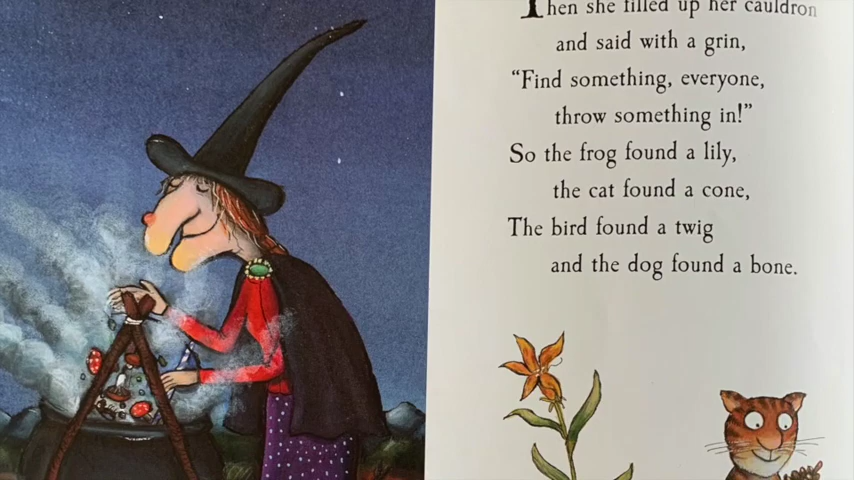 Then she filled up her cauldron
and said with a grin,
“Find something, everyone,
throw something in!”
So the frog found a lily,
the cat found a cone,
The bird found a twig
and the dog found a bone.